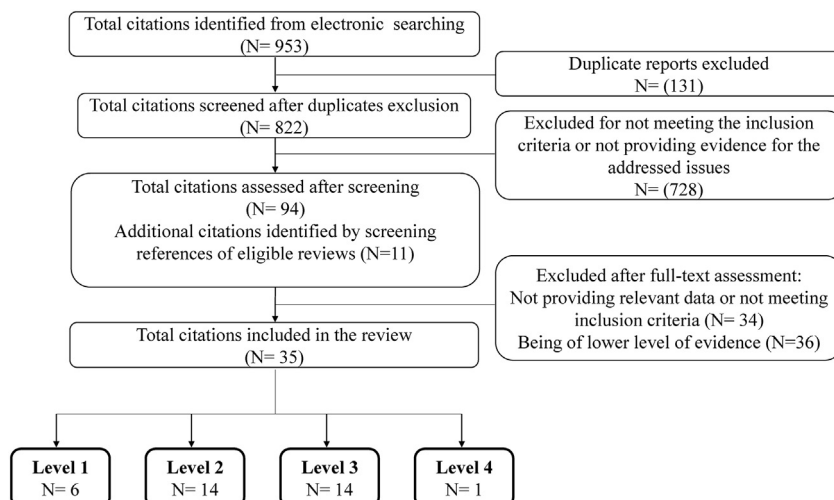 Total citations identified from electronic searching
(N= 953)
Duplicate reports excluded
N= (131)
Total citations screened after duplicates exclusion
(N= 822)
Excluded for not meeting the inclusion
criteria or not providing evidence for the
addressed issues
N= (728)
Total citations assessed after screening
(N= 94)
Additional citations identified by screening
references of eligible reviews (N=11)
Excluded after full-text assessment:
Not providing relevant data or not meeting
inclusion criteria (N= 34)
Being of lower level of evidence (N=36)
Total citations included in the review
(N= 35)
Level 1
N= 6
Level 2
N= 14
Level 3
N= 14
Level 4
N= 1